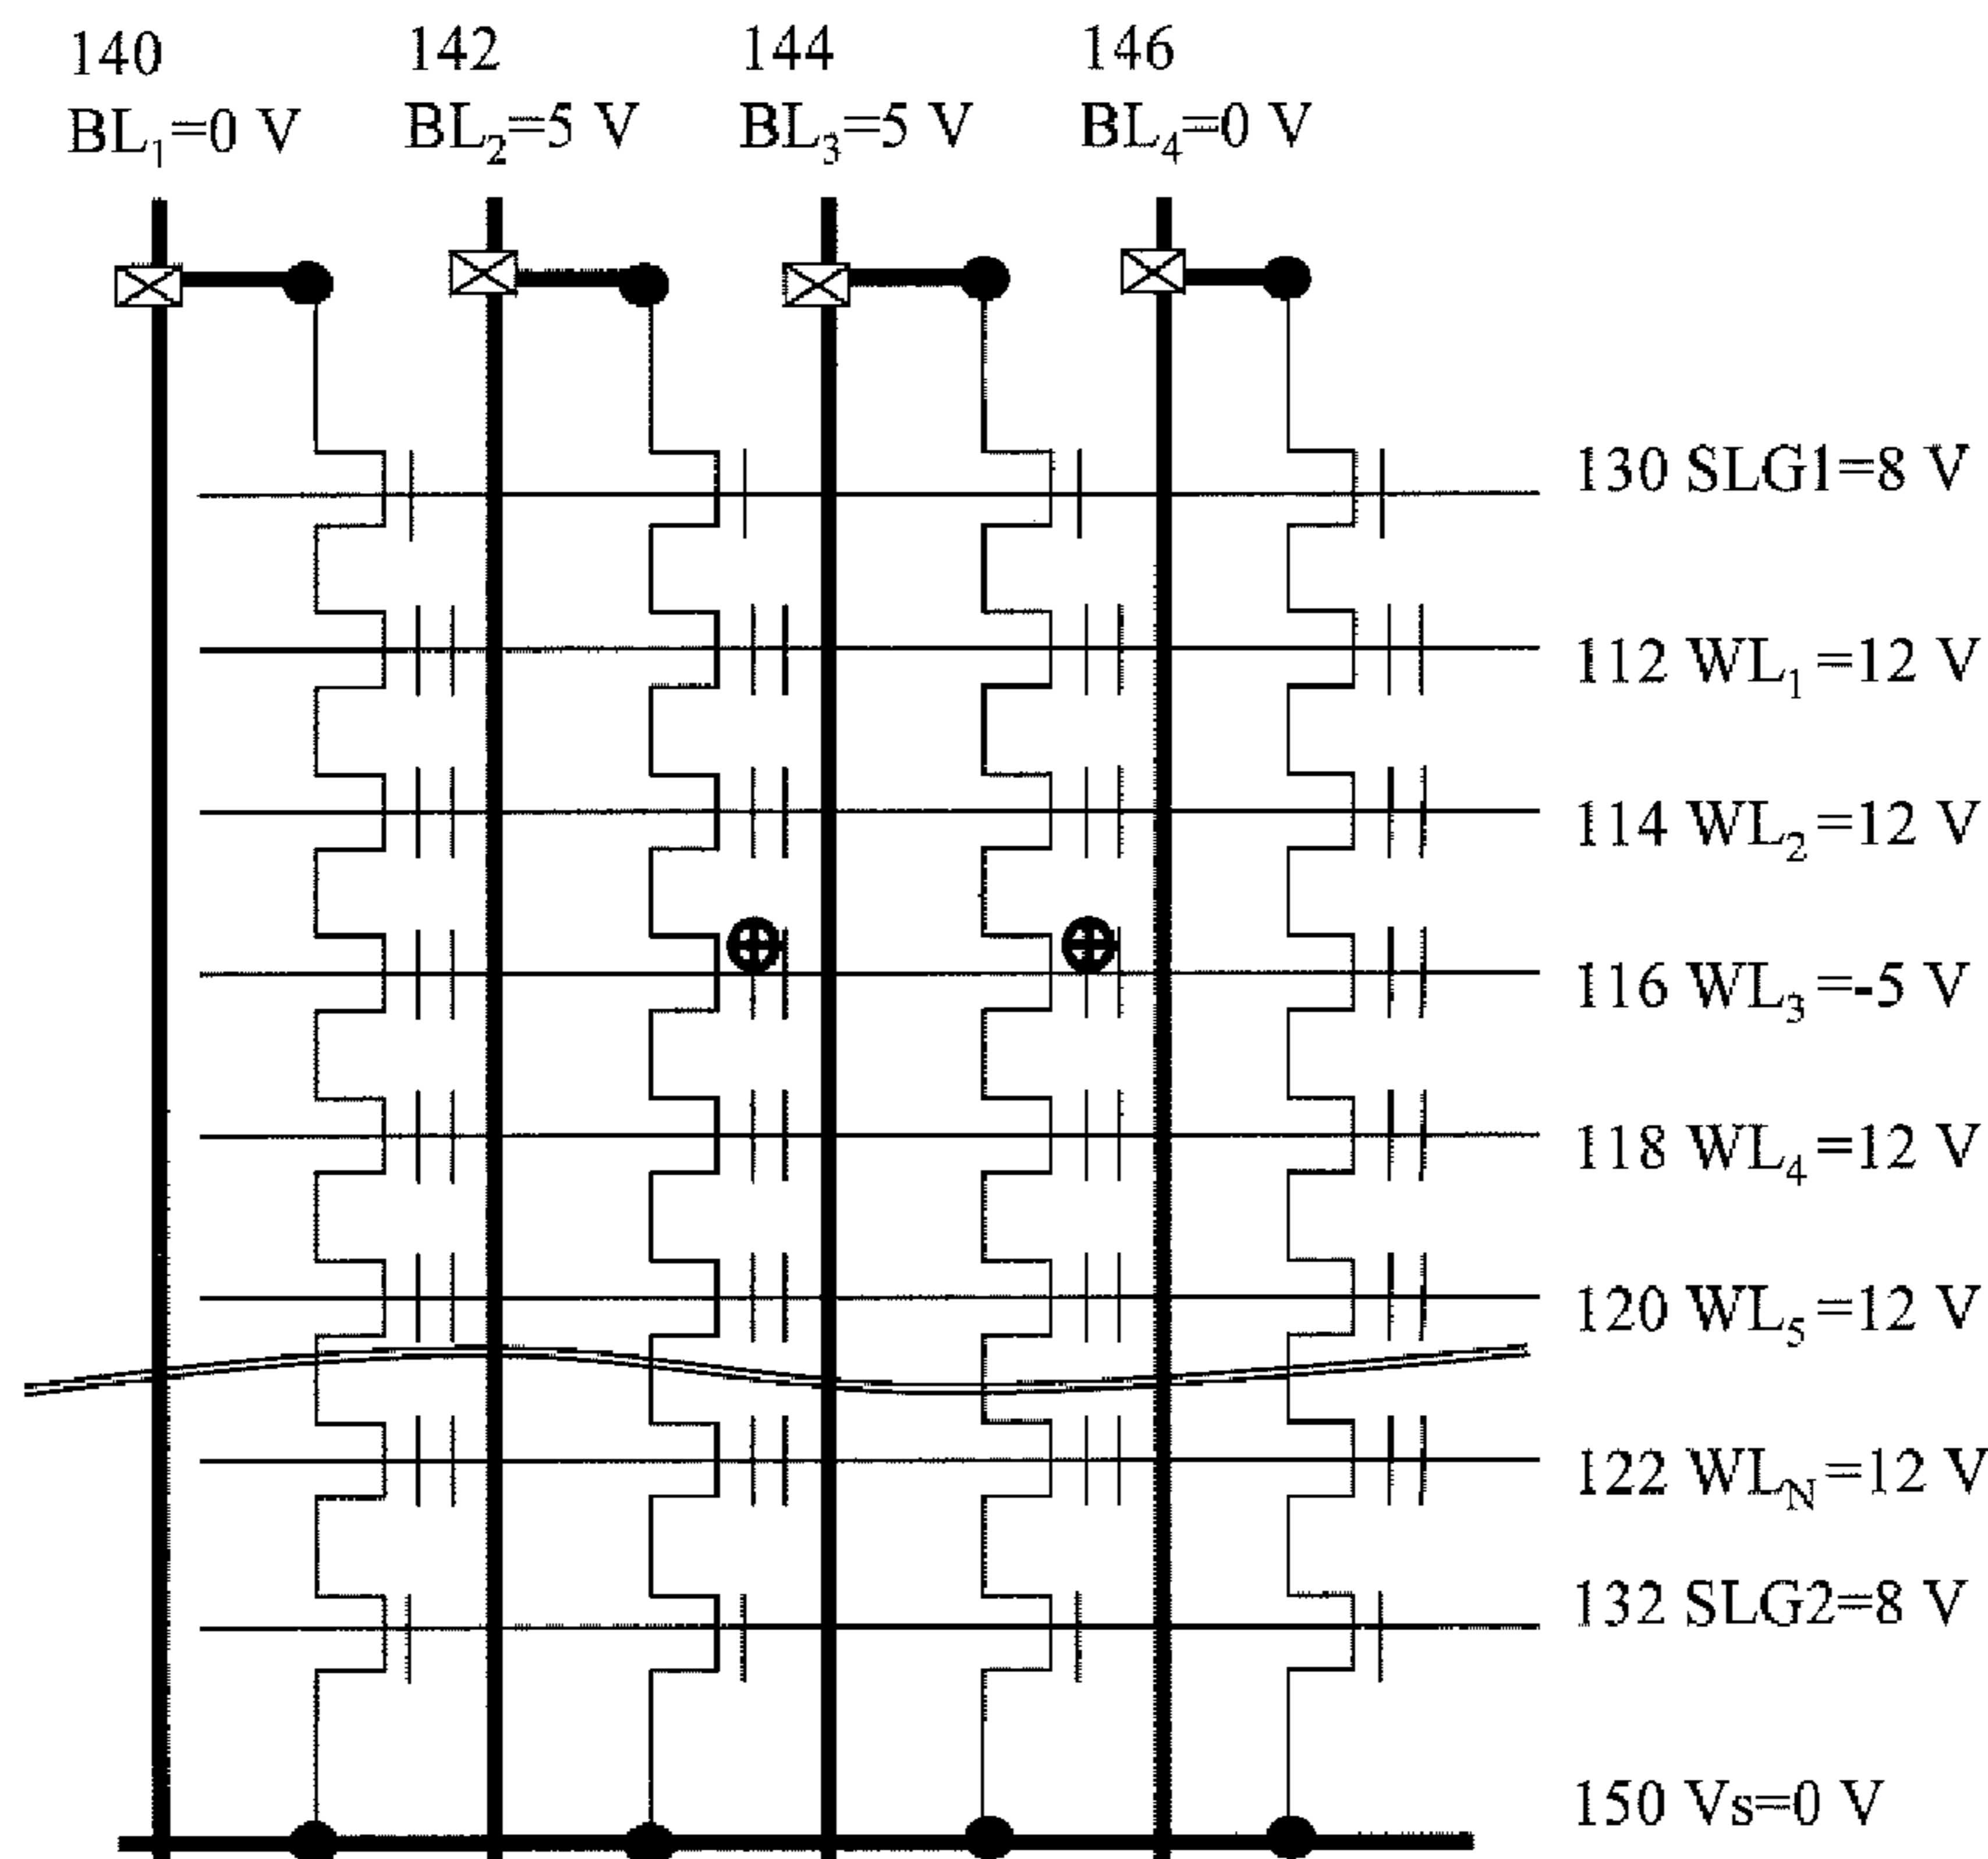 140 142 144 146
BL₁=0 V BL₂=5 V BL₃=5 V BL₄=0 V
130 SLG1=8 V
112 WL₁=12 V
114 WL₂=12 V
116 WL₃=-5 V
118 WL₄=12 V
120 WL₅=12 V
122 WL_N=12 V
132 SLG2=8 V
150 Vs=0 V